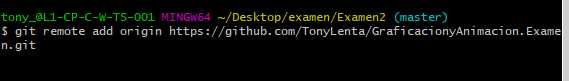 tony_@L1-CP-C-W-TS-001 MINGW64 ~/Desktop/examen/Examen2 (master)
$ git remote add origin https://github.com/TonyLenta/GraficacionyAnimacion.Exame
n.git